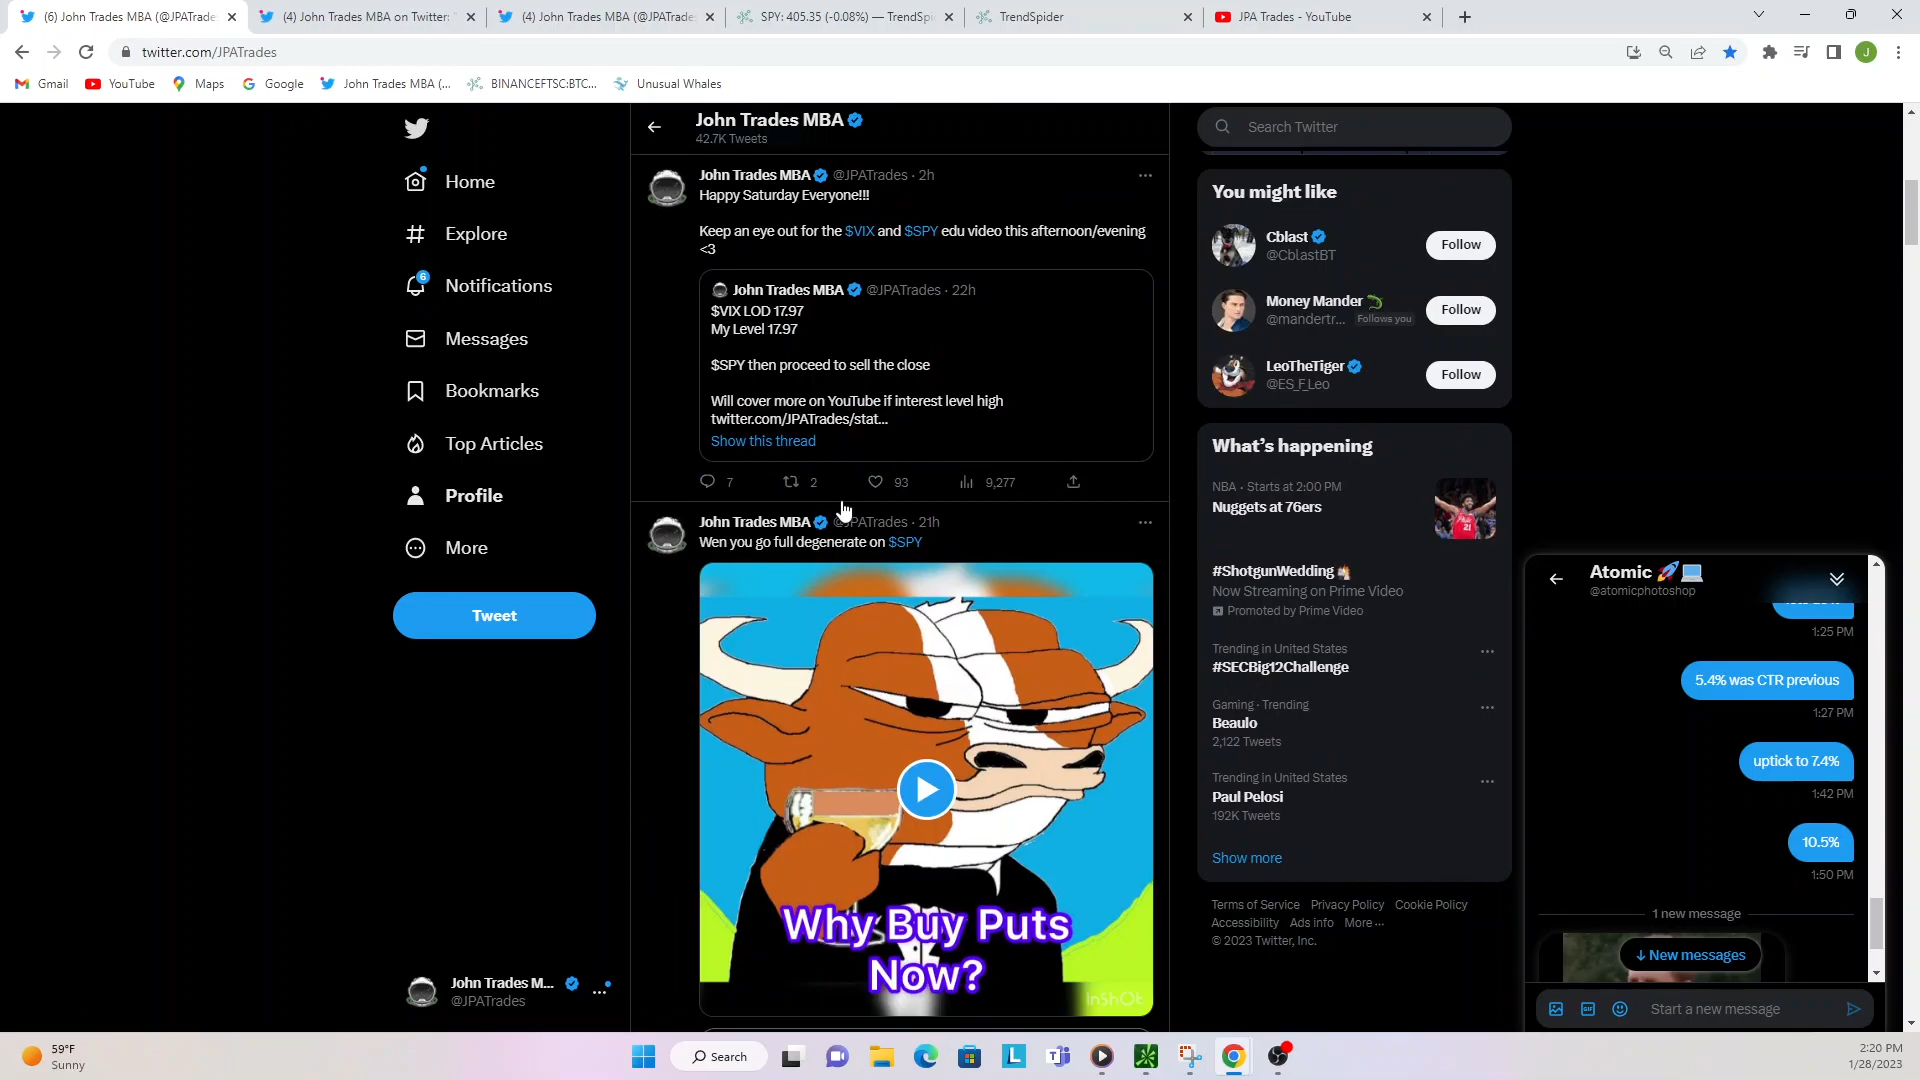 (6) John Trades MBA (@JPATrade
(4) John Trades MBA on Twitter: "
(4) John Trades MBA (@JPATrade
SPY: 405.35 (-0.08%) — TrendSpi
TrendSpider
JPA Trades - YouTube
twitter.com/JPATrades
J
Gmail
YouTube
Maps
Google
John Trades MBA (...
BINANCEFTSC:BTC...
Unusual Whales
Home
Explore
6
Notifications
Messages
Bookmarks
Top Articles
Profile
More
Tweet
John Trades M...
@JPATrades
John Trades MBA
42.7K Tweets
John Trades MBA @JPATrades · 2h
Happy Saturday Everyone!!!
Keep an eye out for the $VIX and $SPY edu video this afternoon/evening
<3
John Trades MBA @JPATrades · 22h
$VIX LOD 17.97
My Level 17.97
$SPY then proceed to sell the close
Will cover more on YouTube if interest level high
twitter.com/JPATrades/stat...
Show this thread
7 2 93 9,277
John Trades MBA @JPATrades · 21h
Wen you go full degenerate on $SPY
Why Buy Puts
Now?
InShOt
Search Twitter
You might like
Cblast
@CblastBT
Follow
Money Mander
@mandertr... Follows you
Follow
LeoTheTiger
@ES_F_Leo
Follow
What's happening
NBA · Starts at 2:00 PM
Nuggets at 76ers
21
#ShotgunWedding
Now Streaming on Prime Video
Promoted by Prime Video
Trending in United States
#SECBig12Challenge
Gaming · Trending
Beaulo
2,122 Tweets
Trending in United States
Paul Pelosi
192K Tweets
Show more
Terms of Service Privacy Policy Cookie Policy
Accessibility Ads info More ···
© 2023 Twitter, Inc.
Atomic
@atomicphotoshop
1:25 PM
5.4% was CTR previous
1:27 PM
uptick to 7.4%
1:42 PM
10.5%
1:50 PM
1 new message
New messages
GIF
Start a new message
59°F
Sunny
Search
L
2:20 PM
1/28/2023